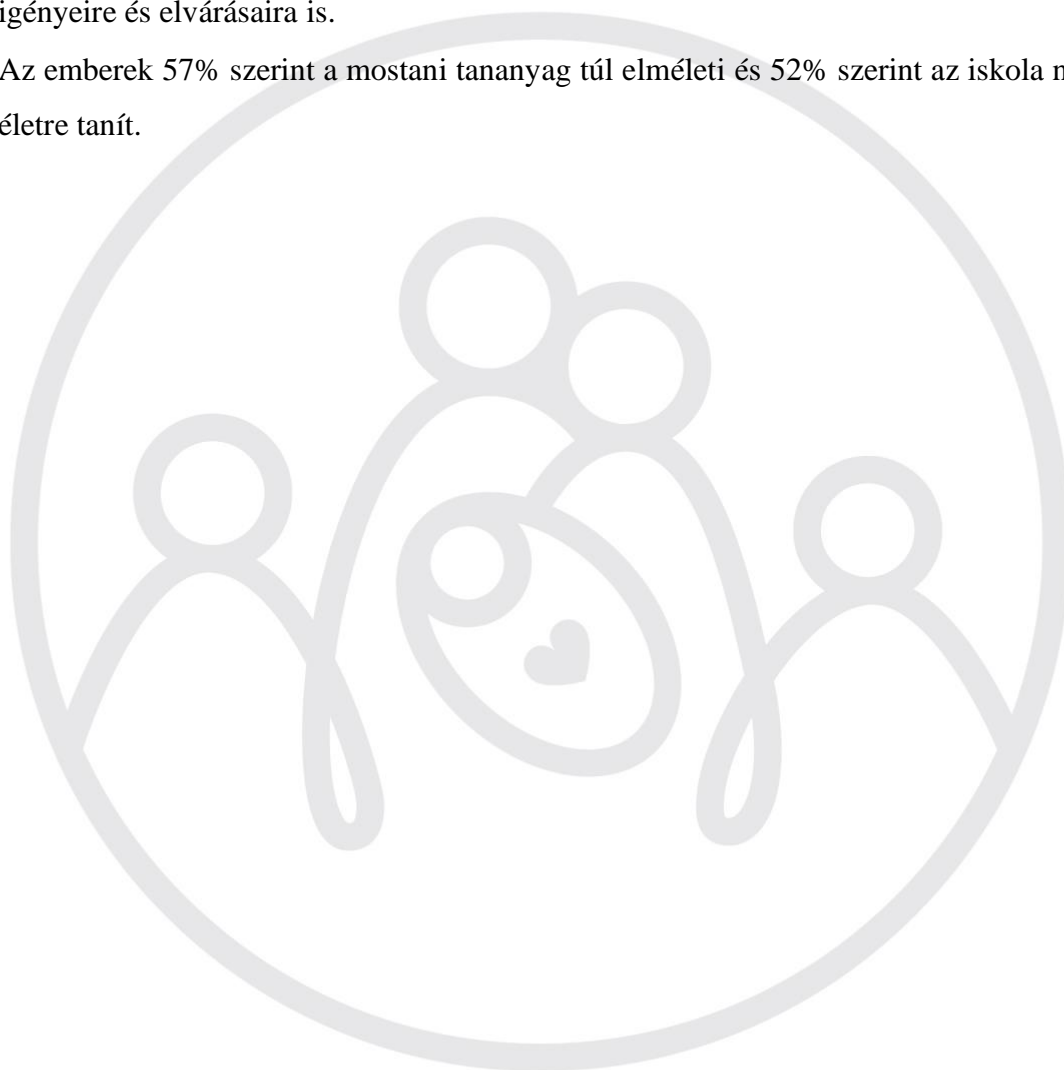 igényeire és elvárásaira is.
Az emberek 57% szerint a mostani tananyag túl elméleti és 52% szerint az iskola
életre tanít.